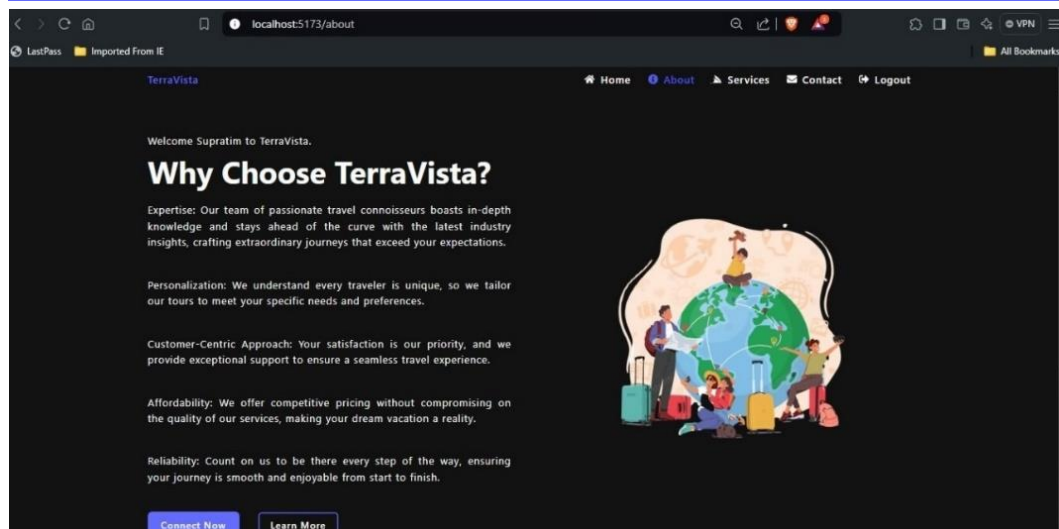 localhost:5173/about
VPN
LastPass
Imported From IE
All Bookmarks
TerraVista
Home
About
Services
Contact
Logout
Welcome Supratim to TerraVista.
Why Choose TerraVista?
Expertise: Our team of passionate travel connoisseurs boasts in-depth
knowledge and stays ahead of the curve with the latest industry
insights, crafting extraordinary journeys that exceed your expectations.
Personalization: We understand every traveler is unique, so we tailor
our tours to meet your specific needs and preferences.
Customer-Centric Approach: Your satisfaction is our priority, and we
provide exceptional support to ensure a seamless travel experience.
Affordability: We offer competitive pricing without compromising on
the quality of our services, making your dream vacation a reality.
Reliability: Count on us to be there every step of the way, ensuring
your journey is smooth and enjoyable from start to finish.
Connect Now
Learn More